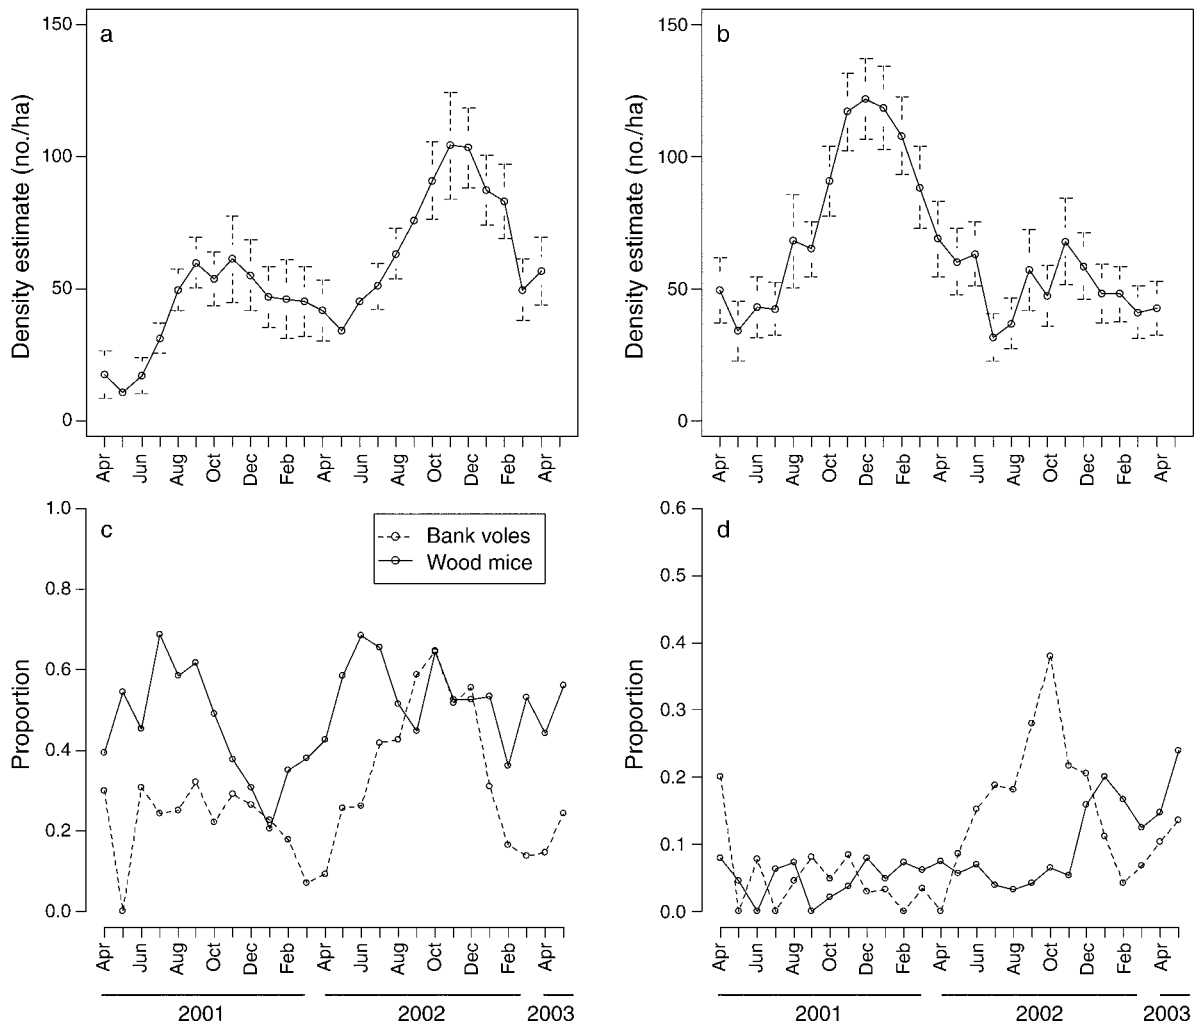 a
150
100
50
0
Density estimate (no./ha)
Apr Jun Aug Oct Dec Feb Apr Jun Aug Oct Dec Feb Apr
b
150
100
50
0
Density estimate (no./ha)
Apr Jun Aug Oct Dec Feb Apr Jun Aug Oct Dec Feb Apr
c
1.0
0.8
0.6
0.4
0.2
0.0
Proportion
Bank voles
Wood mice
Apr Jun Aug Oct Dec Feb Apr Jun Aug Oct Dec Feb Apr
2001 2002 2003
d
0.6
0.5
0.4
0.3
0.2
0.1
0.0
Proportion
Apr Jun Aug Oct Dec Feb Apr Jun Aug Oct Dec Feb Apr
2001 2002 2003